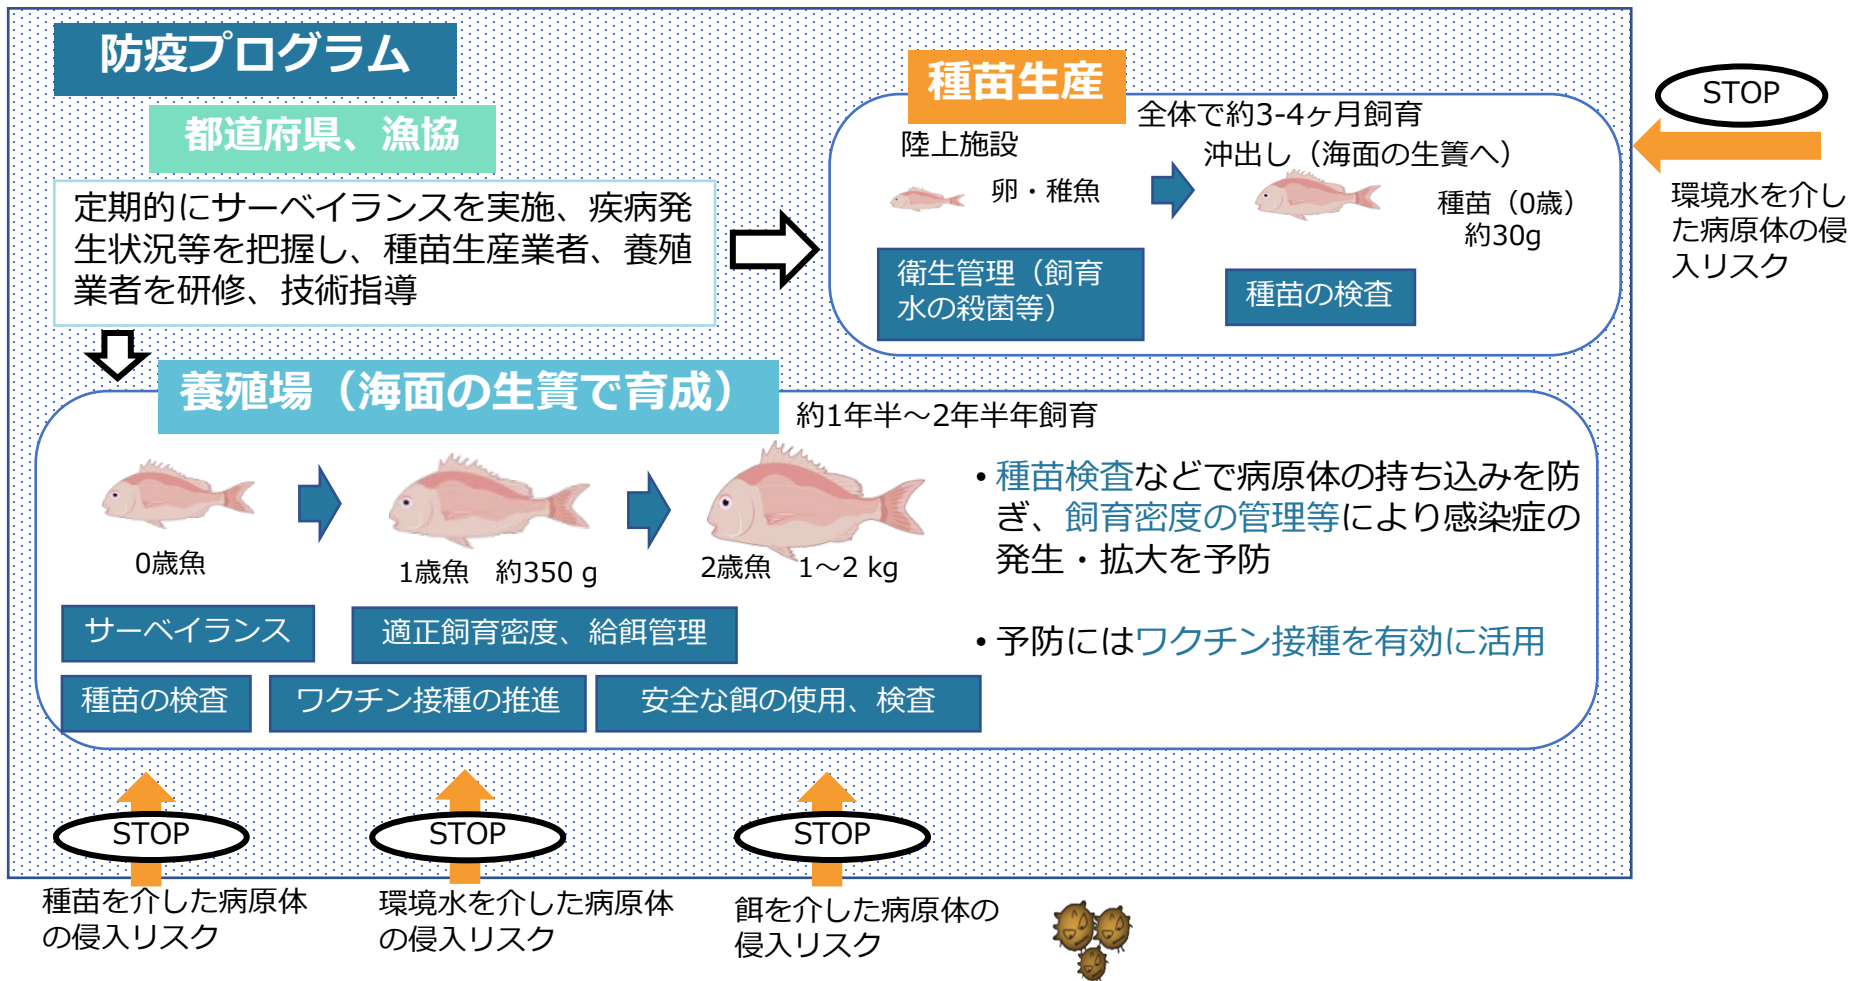 防疫プログラム
都道府県、漁協
定期的にサーベイランスを実施、疾病発
生状況等を把握し、種苗生産業者、養殖
業者を研修、技術指導
種苗生産
全体で約3-4ヶ月飼育
陸上施設
沖出し（海面の生簀へ）
卵・稚魚
種苗（0歳）
約30g
衛生管理（飼育
水の殺菌等）
種苗の検査
STOP
環境水を介し
た病原体の侵
入リスク
養殖場（海面の生簀で育成）
約1年半～2年半年飼育
0歳魚
1歳魚　約350 g
2歳魚　1～2 kg
• 種苗検査などで病原体の持ち込みを防
ぎ、飼育密度の管理等により感染症の
発生・拡大を予防
• 予防にはワクチン接種を有効に活用
サーベイランス
適正飼育密度、給餌管理
種苗の検査
ワクチン接種の推進
安全な餌の使用、検査
STOP
STOP
STOP
種苗を介した病原体
の侵入リスク
環境水を介した病原体
の侵入リスク
餌を介した病原体の
侵入リスク